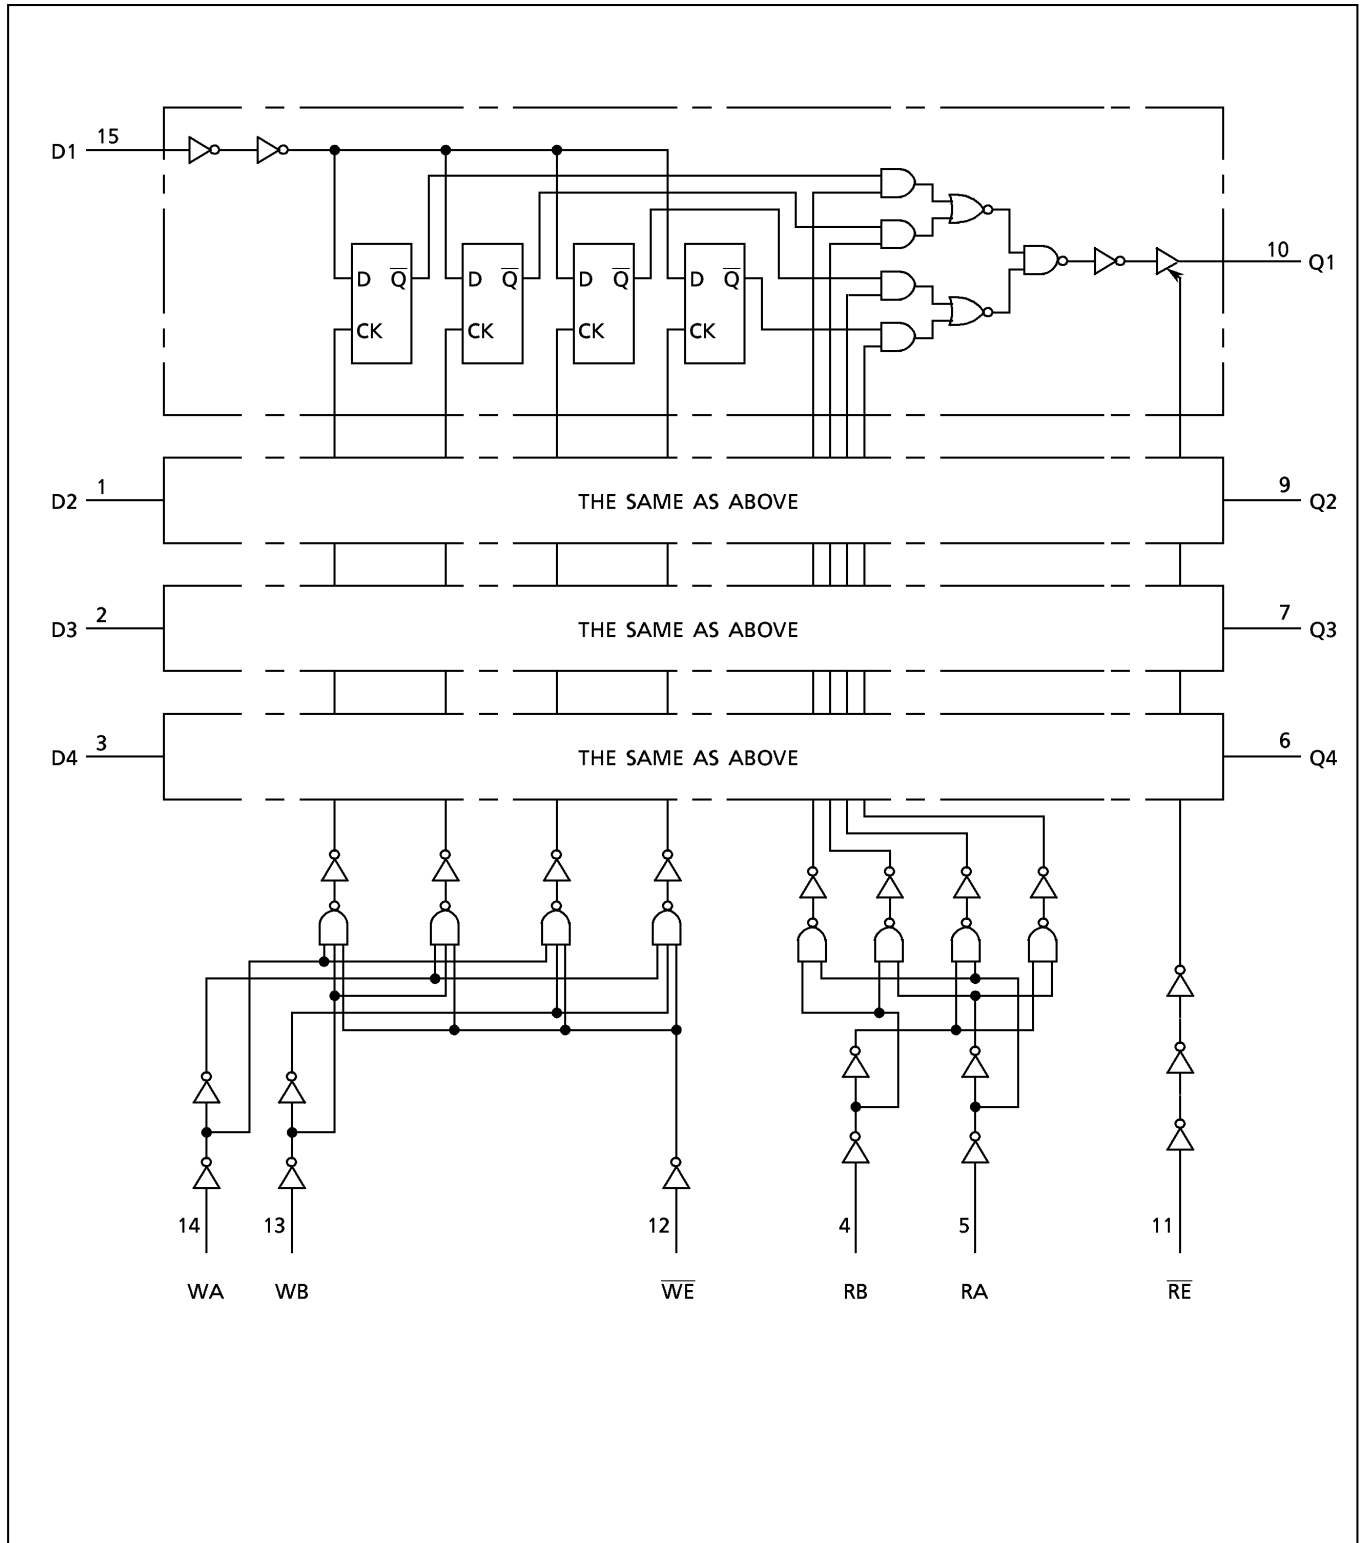 D1 15
D Q̅ D Q̅ D Q̅ D Q̅
CK CK CK CK
10 Q1
D2 1 THE SAME AS ABOVE 9 Q2
D3 2 THE SAME AS ABOVE 7 Q3
D4 3 THE SAME AS ABOVE 6 Q4
14 13 12 4 5 11
WA WB W̅E̅ RB RA R̅E̅